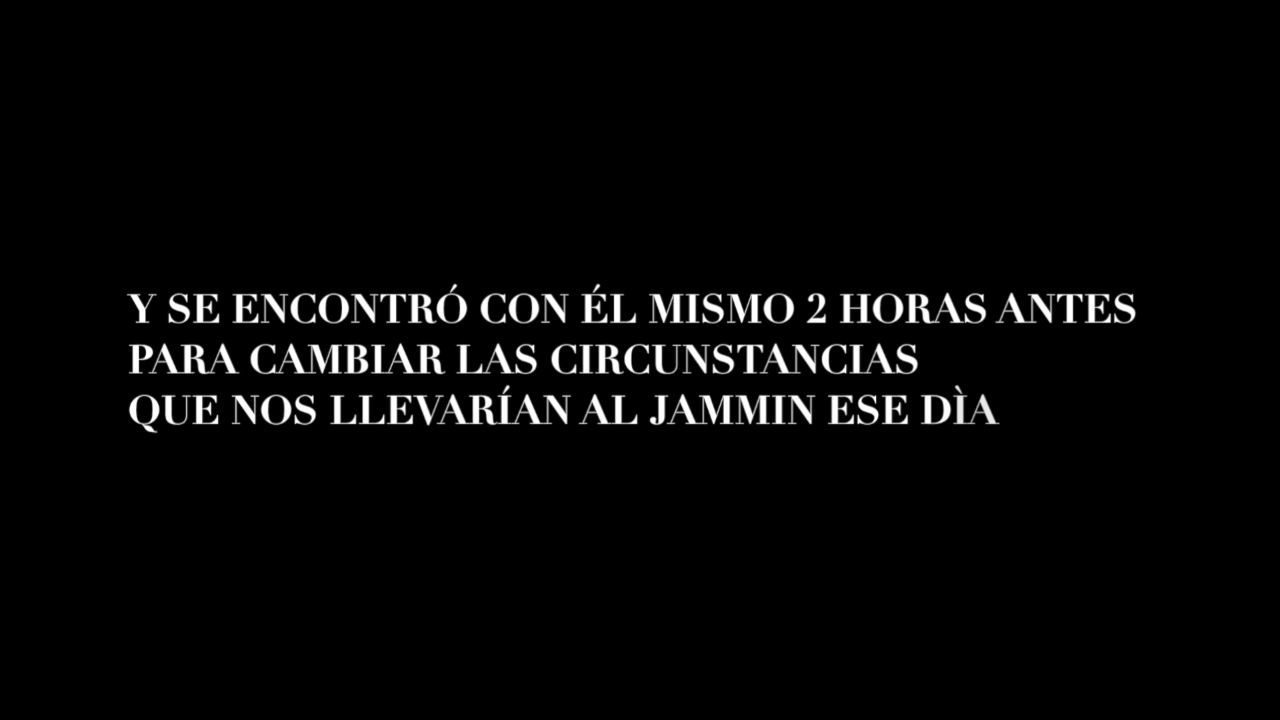 Y SE ENCONTRÓ CON ÉL MISMO 2 HORAS ANTES
PARA CAMBIAR LAS CIRCUNSTANCIAS
QUE NOS LLEVARÍAN AL JAMMIN ESE DÌA